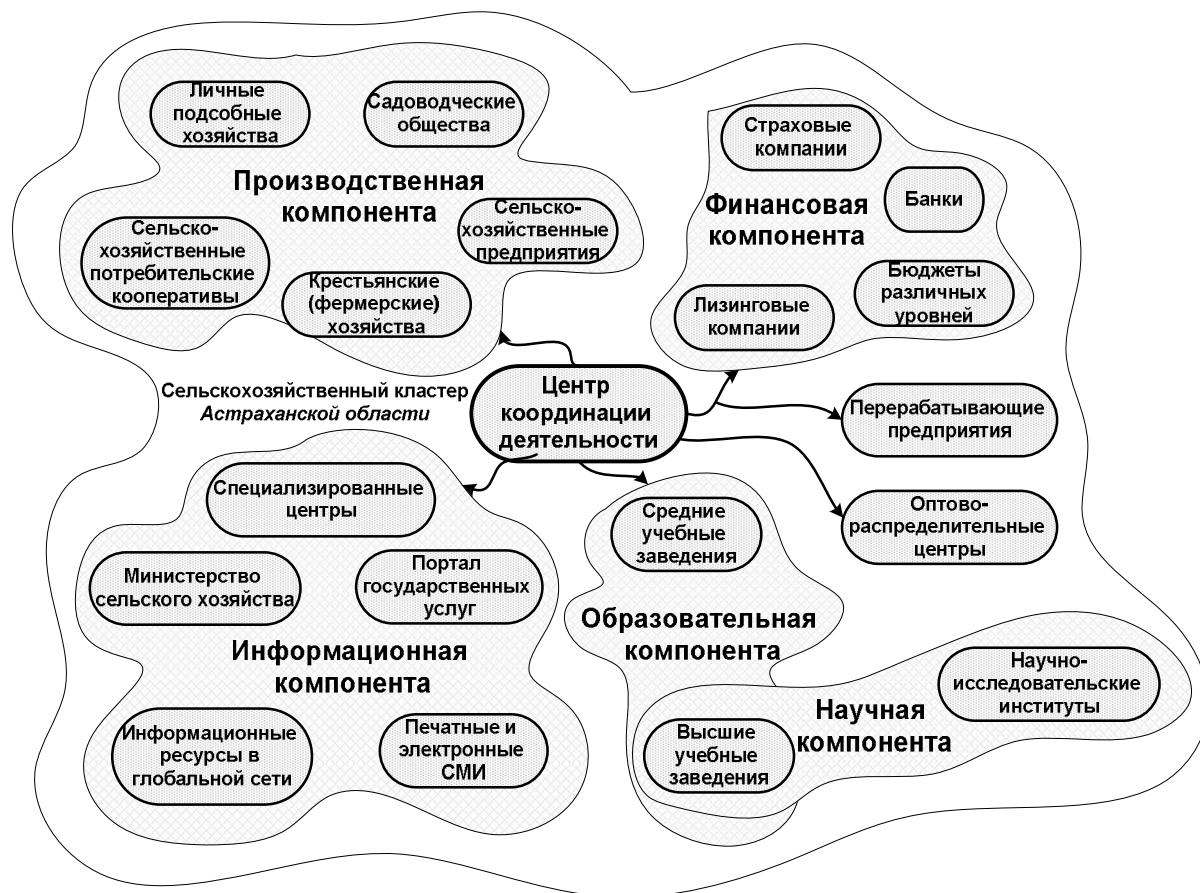 Личные
подсобные
хозяйства
Садоводческие
общества
Производственная
компонента
Сельско-
хозяйственные
потребительские
кооперативы
Сельско-
хозяйственные
предприятия
Крестьянские
(фермерские)
хозяйства
Страховые
компании
Финансовая
компонента
Банки
Бюджеты
различных
уровней
Лизинговые
компании
Сельскохозяйственный кластер
Астраханской области
Центр
координации
деятельности
Перерабатывающие
предприятия
Оптово-
распределительные
центры
Специализированные
центры
Министерство
сельского хозяйства
Портал
государственных
услуг
Информационная
компонента
Информационные
ресурсы в
глобальной сети
Печатные и
электронные
СМИ
Средние
учебные
заведения
Образовательная
компонента
Научно-
исследовательские
институты
Научная
компонента
Высшие
учебные
заведения